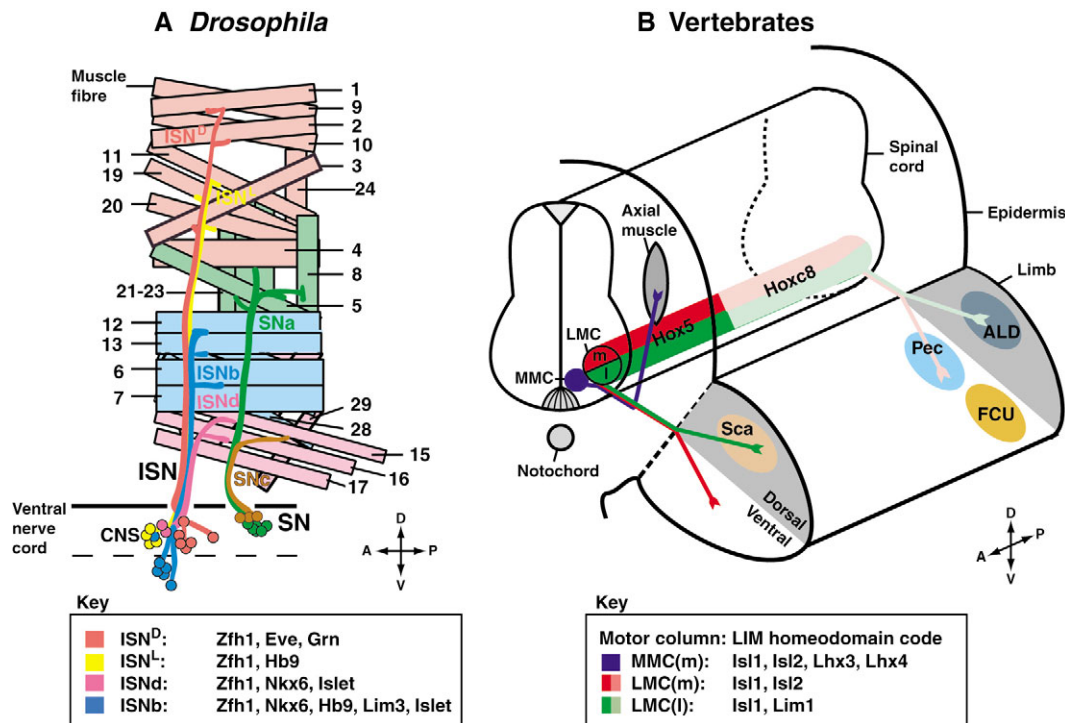 A Drosophila
Muscle
fibre
1
9
2
10
3
24
4
8
5
ISN^D
11
19
20
ISN^L
21-23
SNa
12
13
6
7
ISNb
ISNd
29
28
15
16
17
ISN
SNc
SN
Ventral
nerve
cord
CNS
D
A P
V
Key
ISN^D: Zfh1, Eve, Grn
ISN^L: Zfh1, Hb9
ISNd: Zfh1, Nkx6, Islet
ISNb: Zfh1, Nkx6, Hb9, Lim3, Islet
B Vertebrates
Spinal
cord
Axial
muscle
Epidermis
Limb
Hoxc8
Hox5
LMC
m
l
MMC
ALD
Pec
FCU
Sca
Notochord
Dorsal
Ventral
D
A P
V
Key
Motor column: LIM homeodomain code
MMC(m): Isl1, Isl2, Lhx3, Lhx4
LMC(m): Isl1, Isl2
LMC(l): Isl1, Lim1